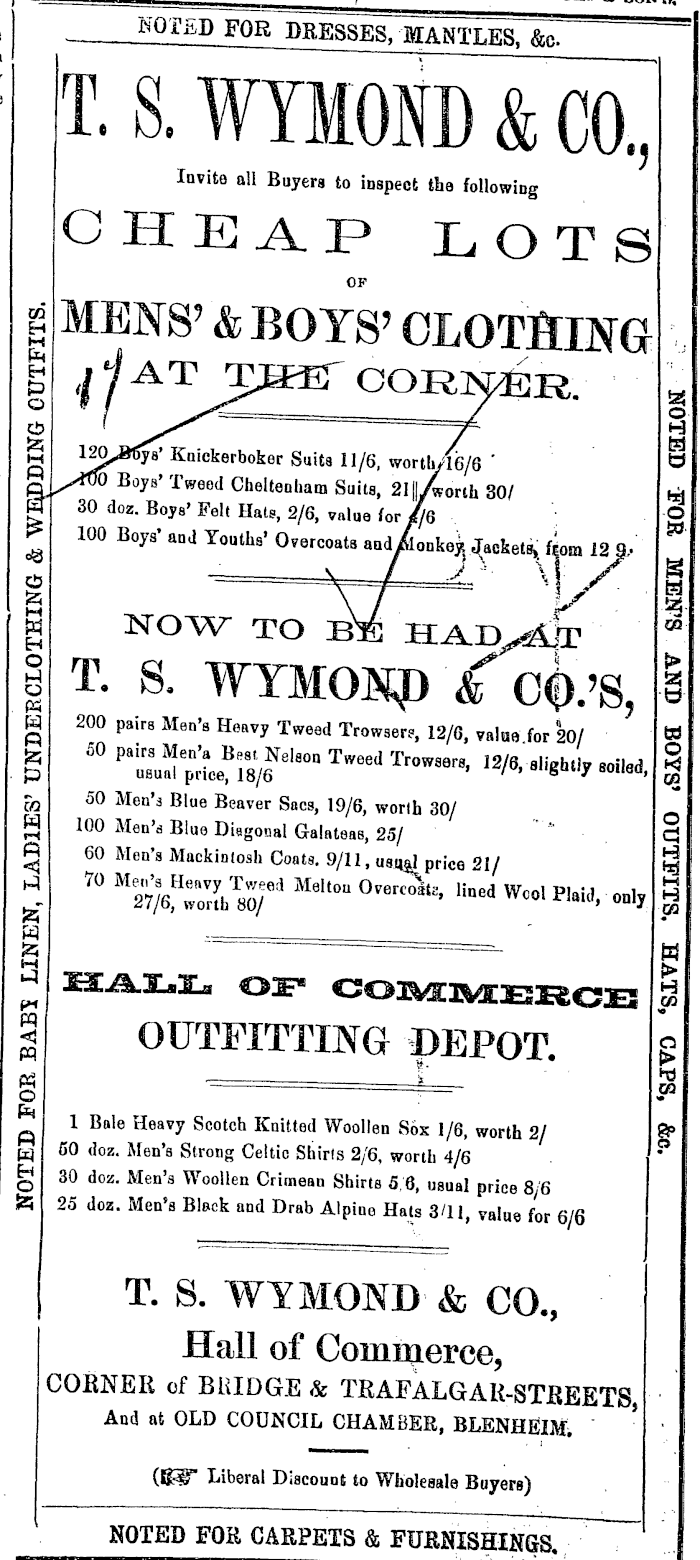 NOTED FOR DRESSES, MANTLES, &c.
T. S. WYMOND & CO.,
Invite all Buyers to inspect the following
CHEAP LOTS
OF
MENS' & BOYS' CLOTHING
AT THE CORNER.
120 Boys' Knickerboker Suits 11/6, worth 16/6
100 Boys' Tweed Cheltenham Suits, 21||, worth 30/
30 doz. Boys' Felt Hats, 2/6, value for 4/6
100 Boys' and Youths' Overcoats and Monkey Jackets, from 12 9.
NOW TO BE HAD AT
T. S. WYMOND & CO.'S,
200 pairs Men's Heavy Tweed Trowsers, 12/6, value for 20/
50 pairs Men'a Best Nelson Tweed Trowsers, 12/6, slightly soiled,
usual price, 18/6
50 Men's Blue Beaver Sacs, 19/6, worth 30/
100 Men's Blue Diagonal Galateas, 25/
60 Men's Mackintosh Coats. 9/11, usual price 21/
70 Men's Heavy Tweed Melton Overcoats, lined Wool Plaid, only
27/6, worth 80/
HALL OF COMMERCE
OUTFITTING DEPOT.
1 Bale Heavy Scotch Knitted Woollen Sox 1/6, worth 2/
50 doz. Men's Strong Celtic Shirts 2/6, worth 4/6
30 doz. Men's Woollen Crimean Shirts 5/6, usual price 8/6
25 doz. Men's Black and Drab Alpine Hats 3/11, value for 6/6
T. S. WYMOND & CO.,
Hall of Commerce,
CORNER of BRIDGE & TRAFALGAR-STREETS,
And at OLD COUNCIL CHAMBER, BLENHEIM.
(☞ Liberal Discount to Wholesale Buyers)
NOTED FOR CARPETS & FURNISHINGS.
NOTED FOR BABY LINEN, LADIES' UNDERCLOTHING & WEDDING OUTFITS.
NOTED FOR MEN'S AND BOYS' OUTFITS. HATS, CAPS, &c.